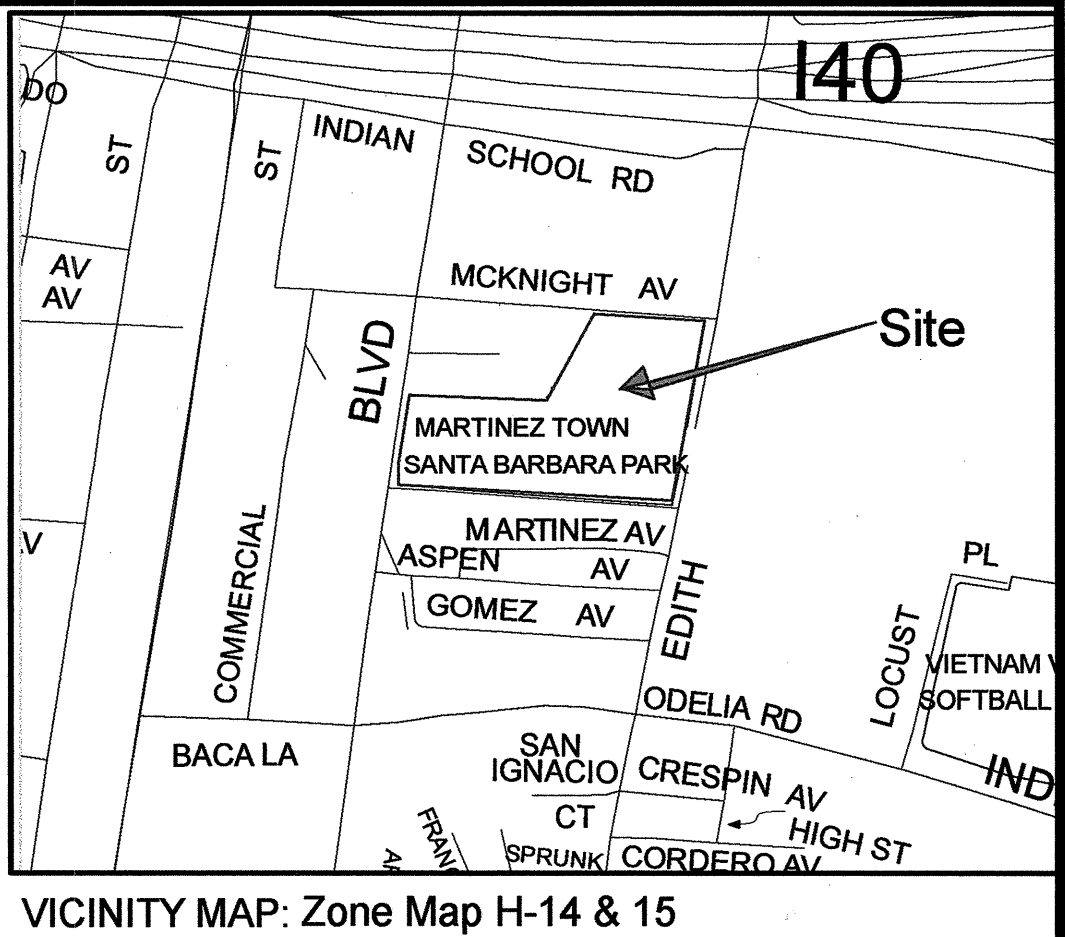 I40
DO
INDIAN
SCHOOL RD
ST
ST
AV
AV
MCKNIGHT AV
Site
BLVD
MARTINEZ TOWN
SANTA BARBARA PARK
MARTINEZ AV
ASPEN AV
GOMEZ AV
COMMERCIAL
EDITH
PL
LOCUST
VIETNAM V
SOFTBALL
ODELIA RD
BACA LA
SAN
IGNACIO
CT
CRESPIN AV
HIGH ST
IND
FRAN
SPRUNK
CORDERO AV
VICINITY MAP: Zone Map H-14 & 15